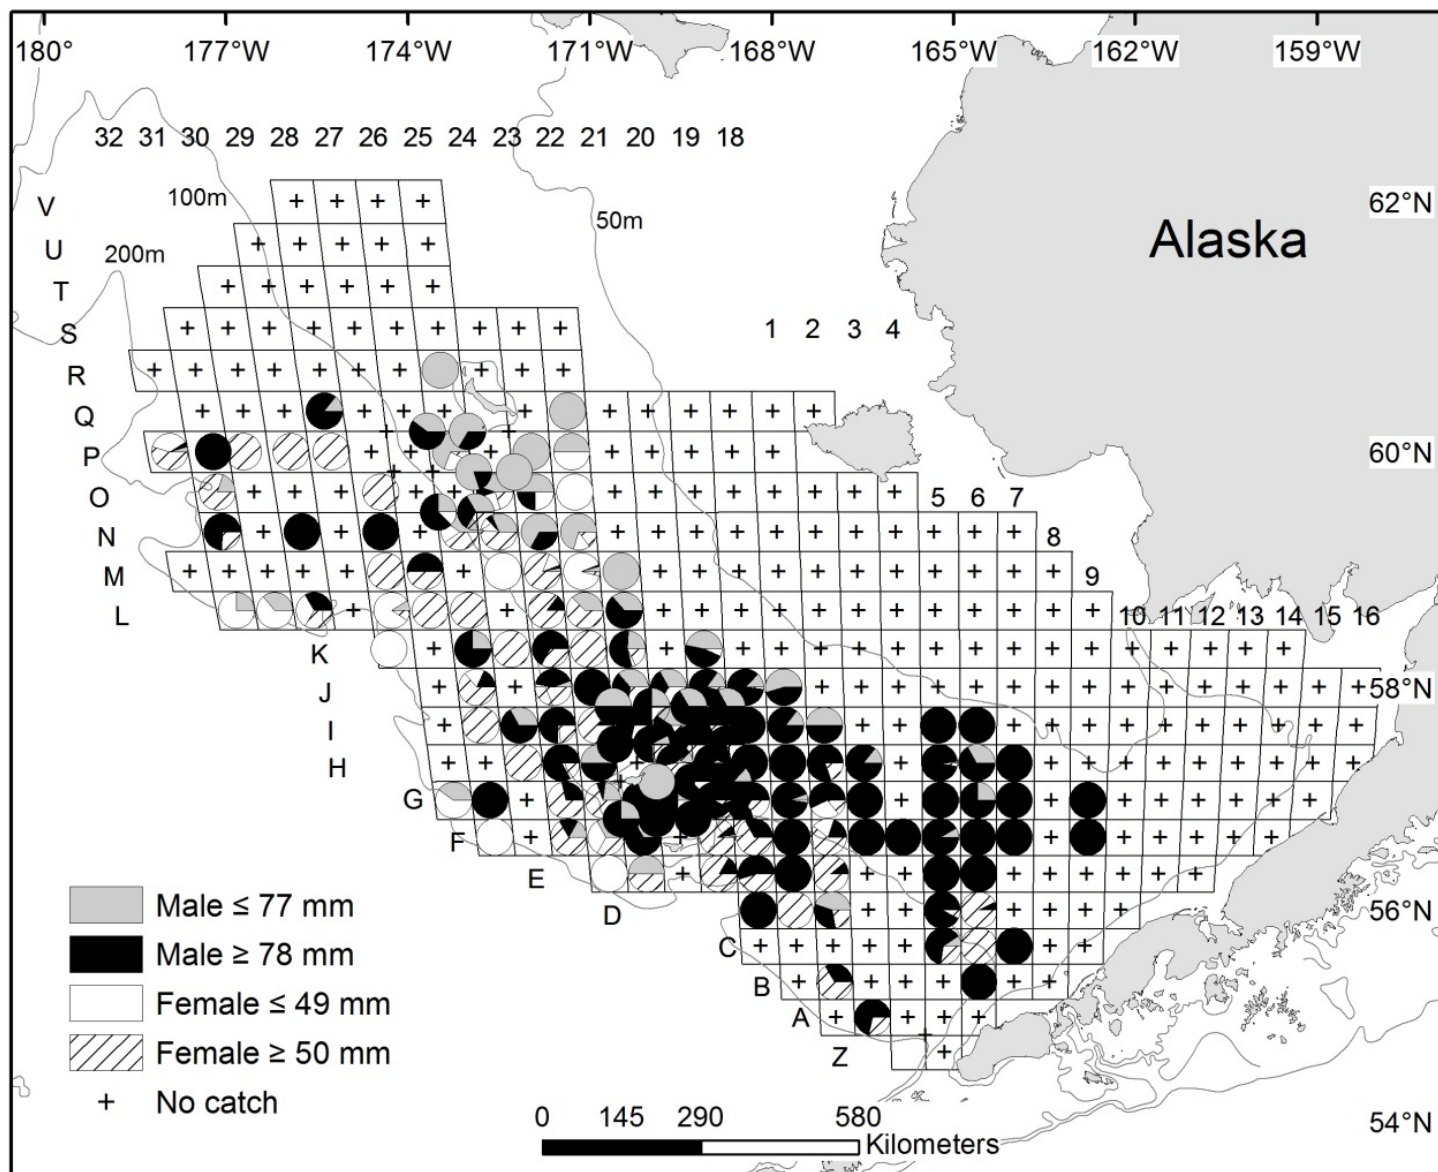 180° 177°W 174°W 171°W 168°W 165°W 162°W 159°W
32 31 30 29 28 27 26 25 24 23 22 21 20 19 18
100m
V
62°N
50m
U
Alaska
200m
T
S
1 2 3 4
R
Q
P
60°N
O
5 6 7
N
8
M
9
L
10 11 12 13 14 15 16
K
J
58°N
I
H
G
F
E
Male ≤ 77 mm
D
56°N
C
Male ≥ 78 mm
B
Female ≤ 49 mm
A
Female ≥ 50 mm
Z
+ No catch
0 145 290 580
Kilometers
54°N